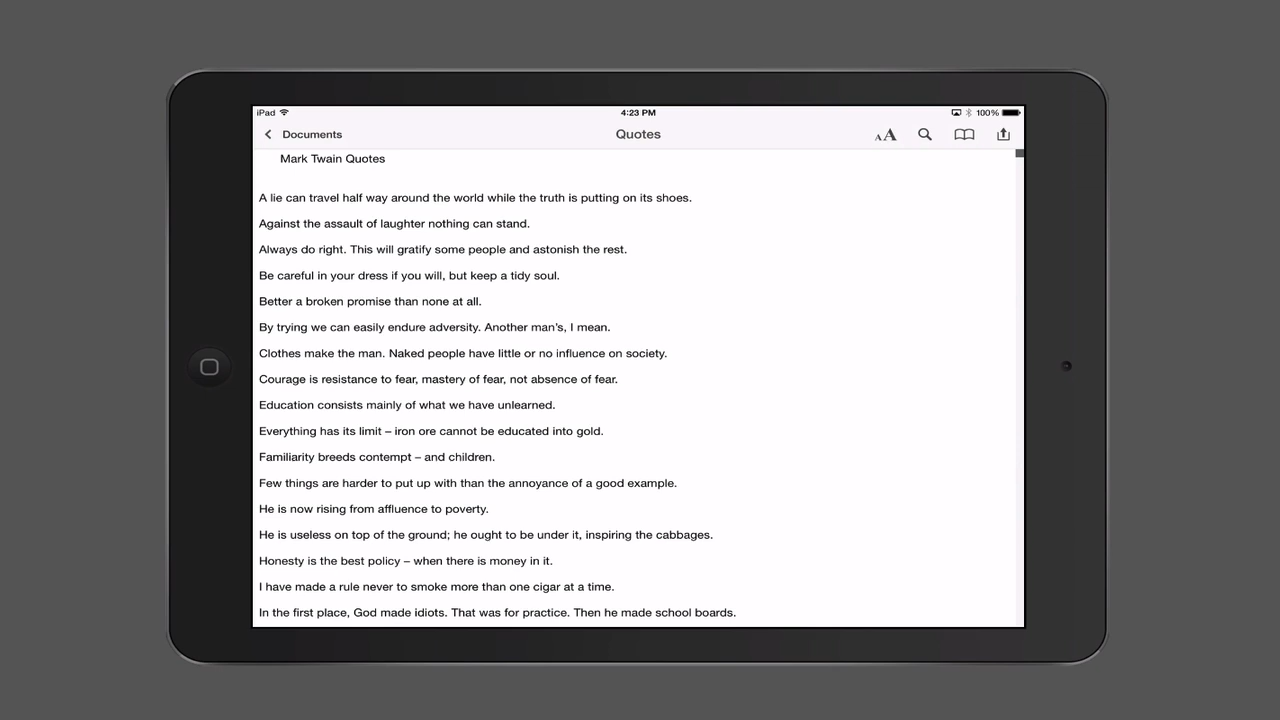 iPad
4:23 PM
100%
Documents
Quotes
AA
Mark Twain Quotes
A lie can travel half way around the world while the truth is putting on its shoes.
Against the assault of laughter nothing can stand.
Always do right. This will gratify some people and astonish the rest.
Be careful in your dress if you will, but keep a tidy soul.
Better a broken promise than none at all.
By trying we can easily endure adversity. Another man’s, I mean.
Clothes make the man. Naked people have little or no influence on society.
Courage is resistance to fear, mastery of fear, not absence of fear.
Education consists mainly of what we have unlearned.
Everything has its limit – iron ore cannot be educated into gold.
Familiarity breeds contempt – and children.
Few things are harder to put up with than the annoyance of a good example.
He is now rising from affluence to poverty.
He is useless on top of the ground; he ought to be under it, inspiring the cabbages.
Honesty is the best policy – when there is money in it.
I have made a rule never to smoke more than one cigar at a time.
In the first place, God made idiots. That was for practice. Then he made school boards.